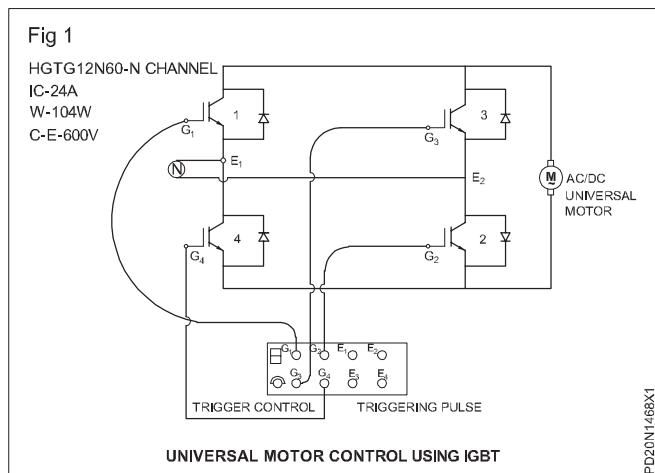 Fig 1
HGTG12N60-N CHANNEL
IC-24A
W-104W
C-E-600V
1
G1
3
G3
E1
N
E2
M
~
AC/DC
UNIVERSAL
MOTOR
4
G4
2
G2
G1 G2 E1 E2
G3 G4 E3 E4
TRIGGER CONTROL TRIGGERING PULSE
UNIVERSAL MOTOR CONTROL USING IGBT
PD20N1468X1